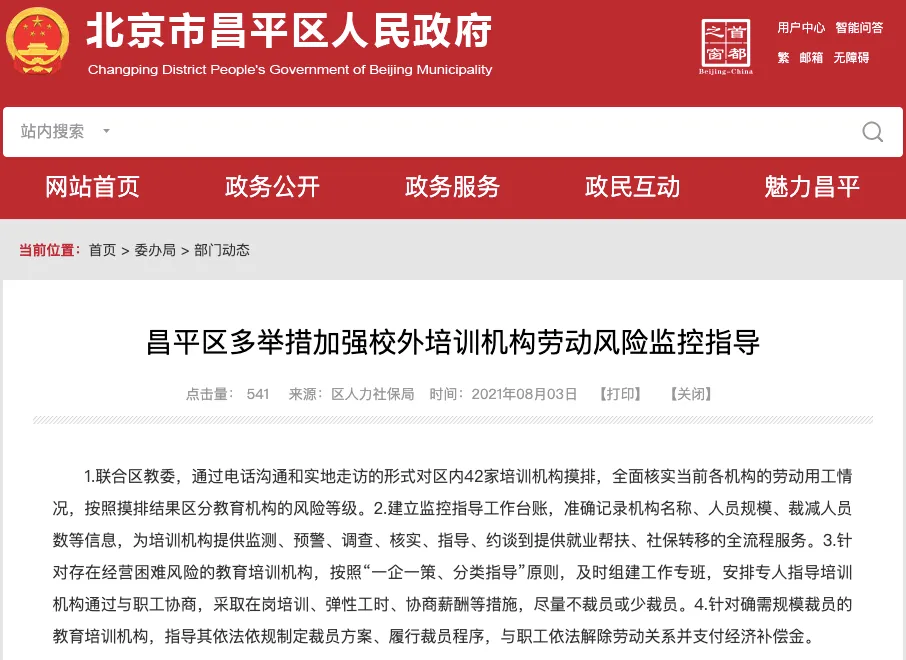 北京市昌平区人民政府
Changping District People's Government of Beijing Municipality
首都之窗
Beijing-China
用户中心 智能问答
繁 邮箱 无障碍
站内搜索
网站首页 政务公开 政务服务 政民互动 魅力昌平
当前位置：首页 > 委办局 > 部门动态
昌平区多举措加强校外培训机构劳动风险监控指导
点击量： 541 来源：区人力社保局 时间：2021年08月03日 【打印】 【关闭】
1.联合区教委，通过电话沟通和实地走访的形式对区内42家培训机构摸排，全面核实当前各机构的劳动用工情
况，按照摸排结果区分教育机构的风险等级。2.建立监控指导工作台账，准确记录机构名称、人员规模、裁减人员
数等信息，为培训机构提供监测、预警、调查、核实、指导、约谈到提供就业帮扶、社保转移的全流程服务。3.针
对存在经营困难风险的教育培训机构，按照“一企一策、分类指导”原则，及时组建工作专班，安排专人指导培训
机构通过与职工协商，采取在岗培训、弹性工时、协商薪酬等措施，尽量不裁员或少裁员。4.针对确需规模裁员的
教育培训机构，指导其依法依规制定裁员方案、履行裁员程序，与职工依法解除劳动关系并支付经济补偿金。